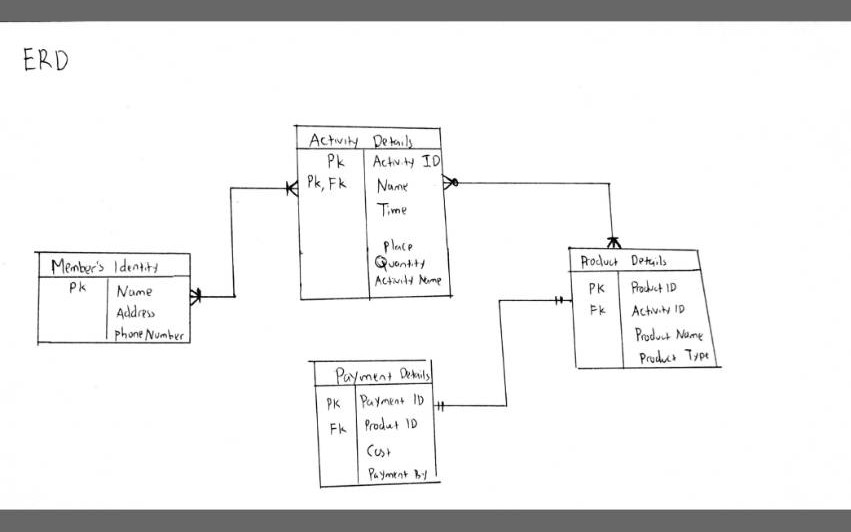 ERD
Activity Details
Pk Activity ID
Pk, Fk Name
Time
Place
Quantity
Activity Name
Member's Identity
Pk Name
Address
Phone Number
Product Details
PK Product ID
Fk Activity ID
Product Name
Product Type
Payment Details
PK Payment ID
Fk Product ID
Cost
Payment By